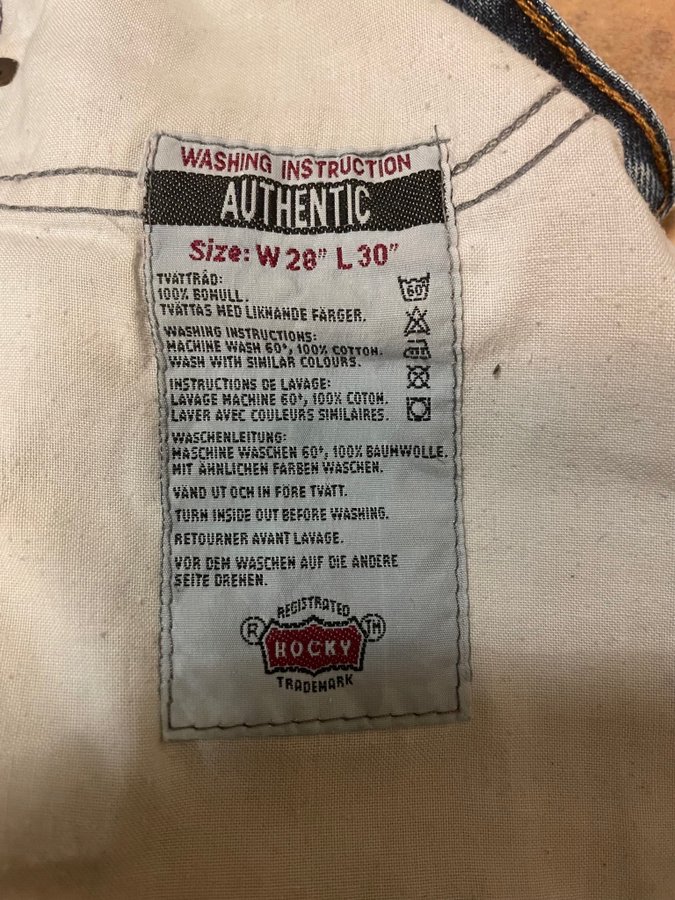 WASHING INSTRUCTION
AUTHENTIC
Size: W 28" L 30"
TVÄTTRÅD:
100% BOMULL.
TVÄTTAS MED LIKNANDE FÄRGER.
60°
WASHING INSTRUCTIONS:
MACHINE WASH 60°, 100% COTTON.
WASH WITH SIMILAR COLOURS.
INSTRUCTIONS DE LAVAGE:
LAVAGE MACHINE 60°, 100% COTON.
LAVER AVEC COULEURS SIMILAIRES.
WASCHENLEITUNG:
MASCHINE WASCHEN 60°, 100% BAUMWOLLE.
MIT ÄHNLICHEN FARBEN WASCHEN.
VÄND UT OCH IN FÖRE TVÄTT.
TURN INSIDE OUT BEFORE WASHING.
RETOURNER AVANT LAVAGE.
VOR DEM WASCHEN AUF DIE ANDERE
SEITE DREHEN.
REGISTRATED
R ROCKY TM
TRADEMARK